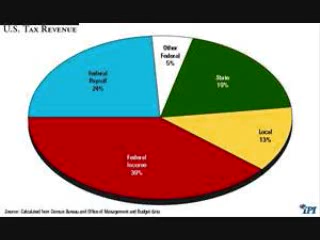 U.S. TAX REVENUE
Other
Federal
5%
Federal
Payroll
24%
State
19%
Local
13%
Federal
Income
39%
Source: Calculated from Census Bureau and Office of Management and Budget data
IPI